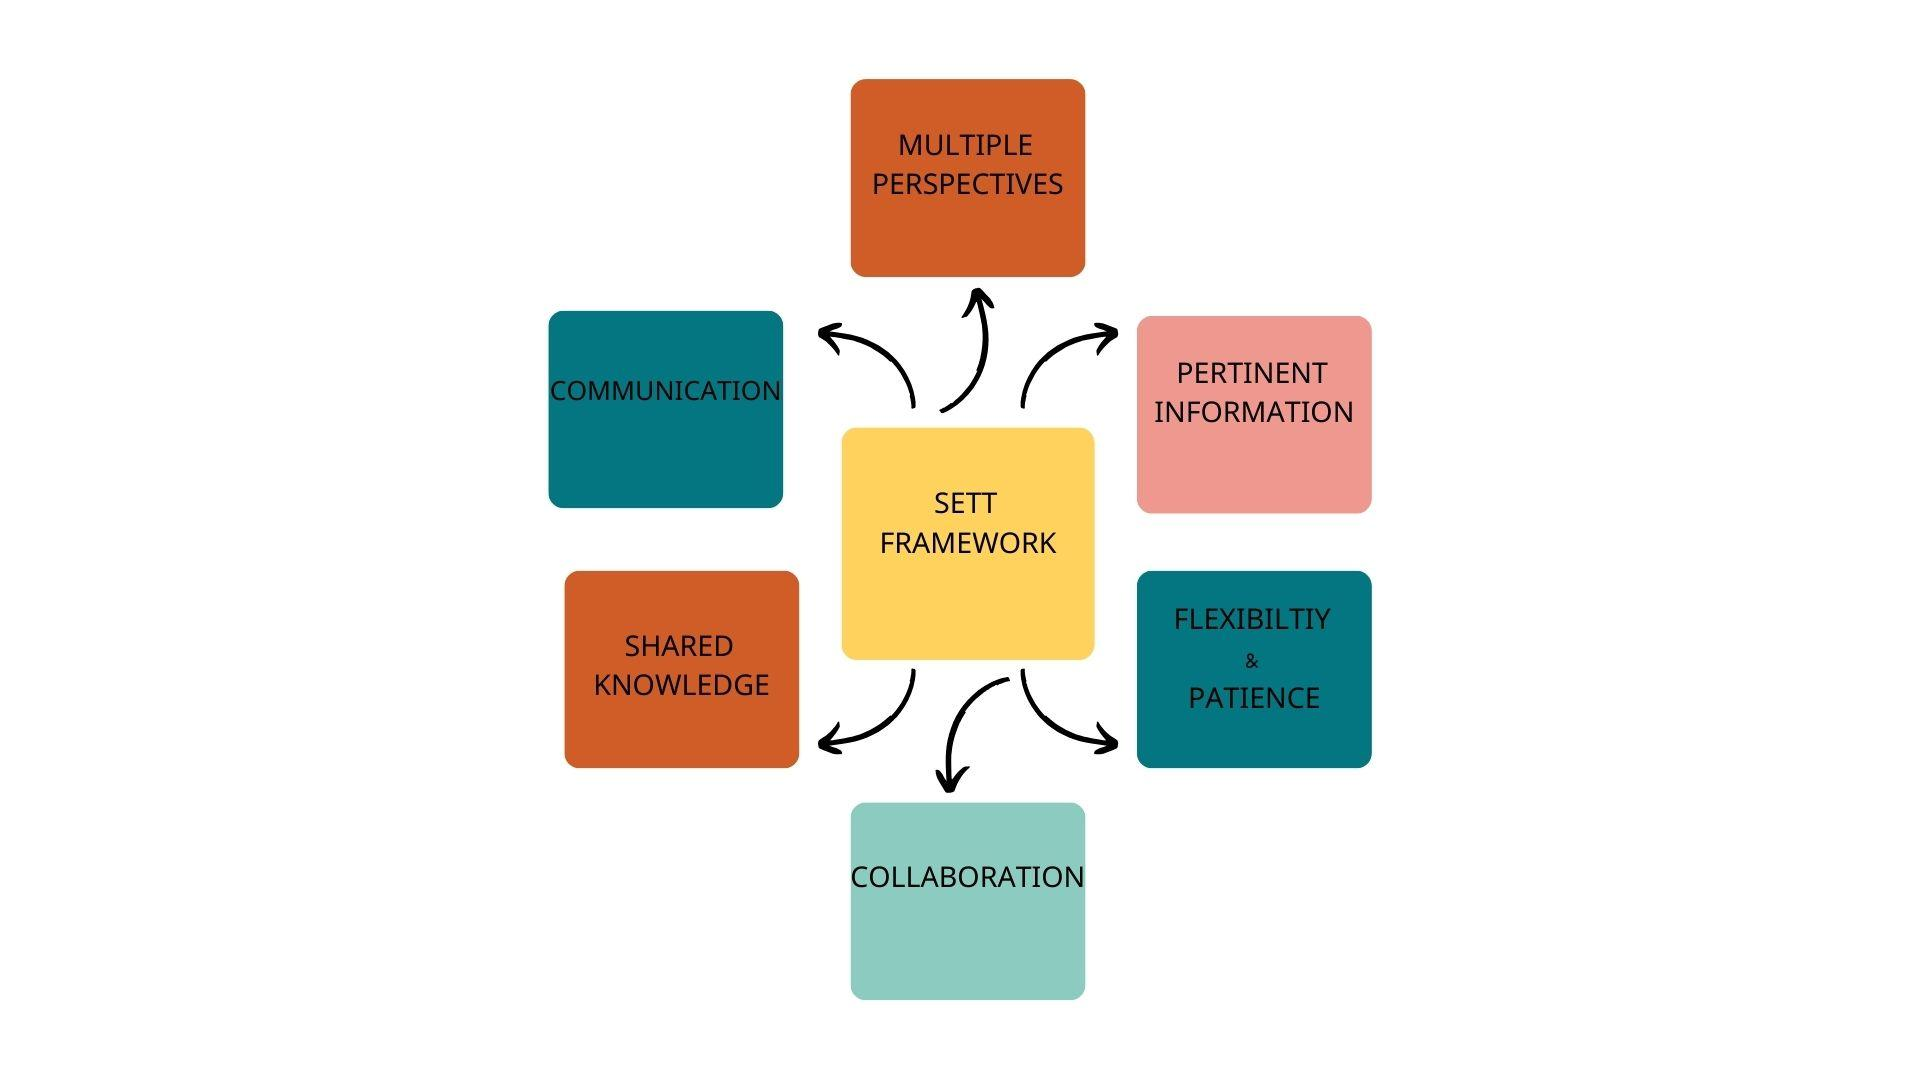 MULTIPLE
PERSPECTIVES
COMMUNICATION
PERTINENT
INFORMATION
SETT
FRAMEWORK
SHARED
KNOWLEDGE
FLEXIBILTIY
&
PATIENCE
COLLABORATION